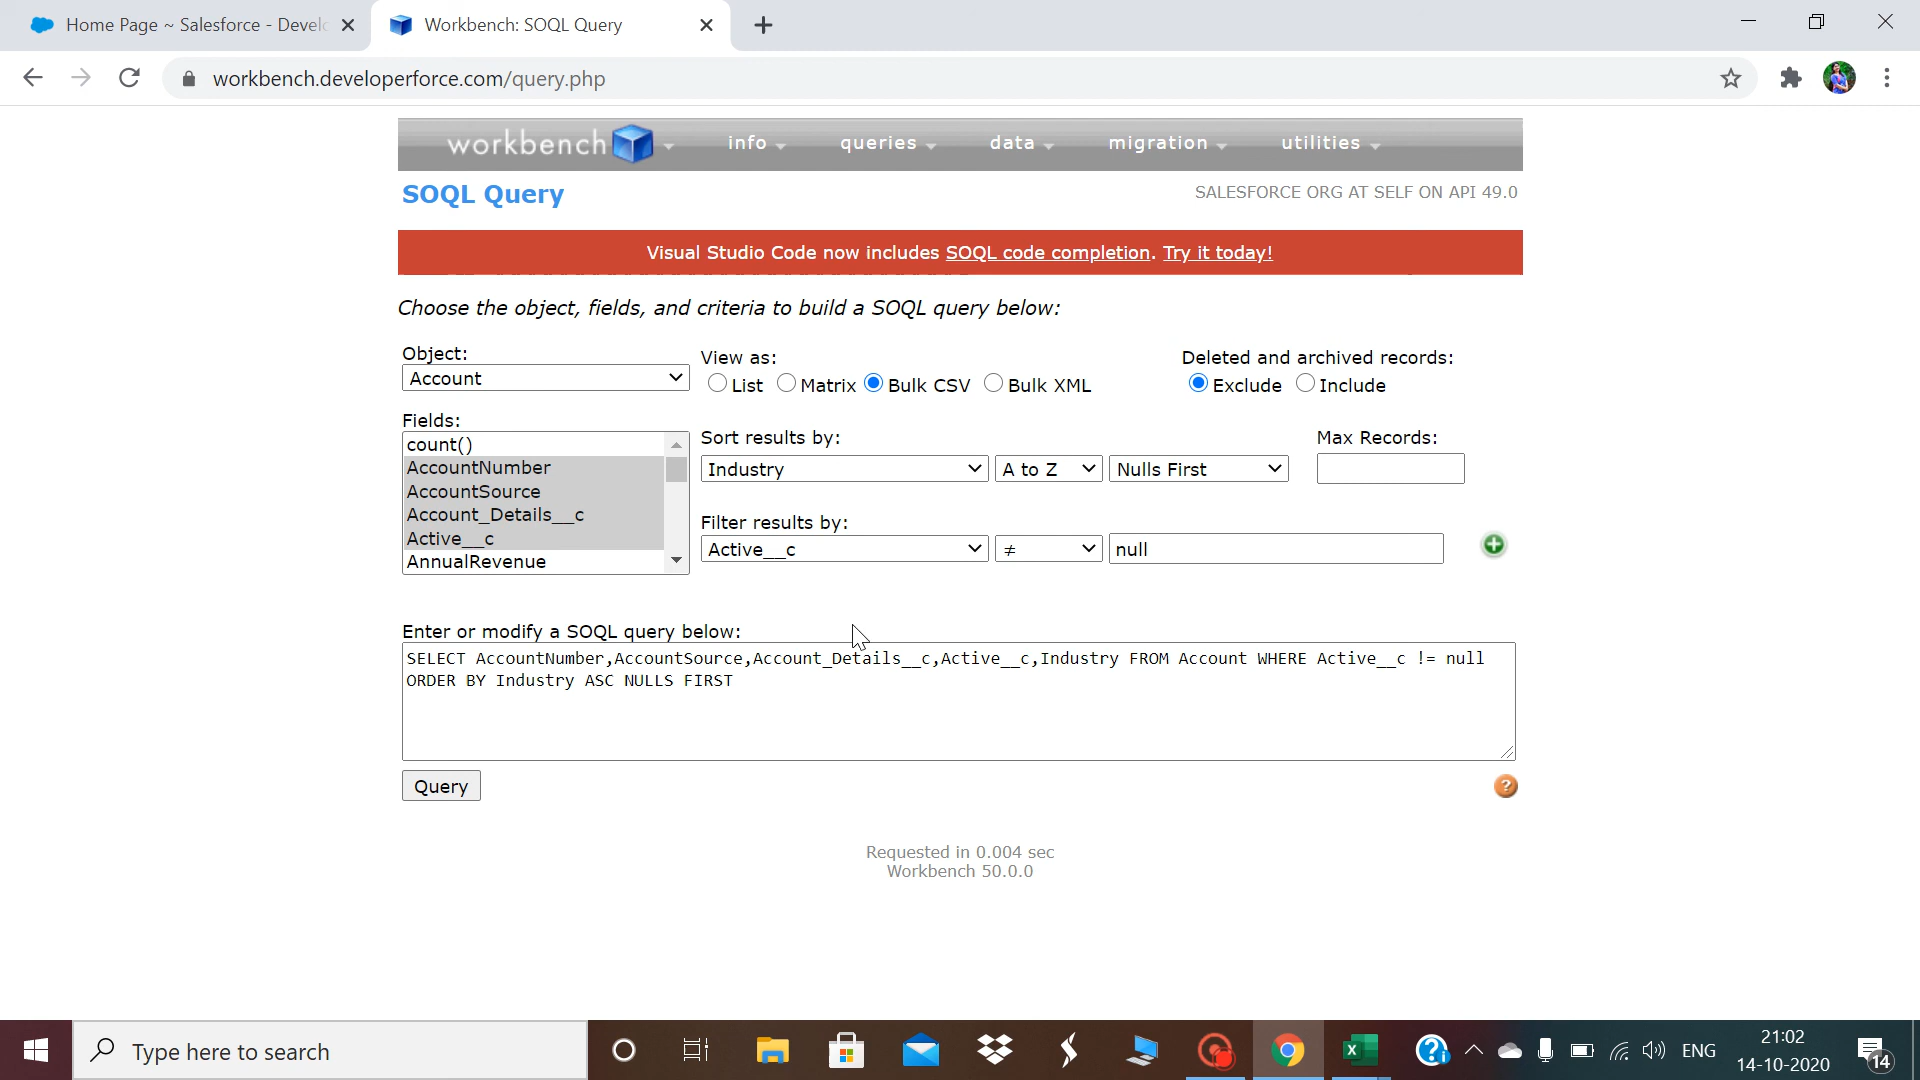 Home Page ~ Salesforce - Devel
Workbench: SOQL Query
workbench.developerforce.com/query.php
workbench
info
queries
data
migration
utilities
SOQL Query
SALESFORCE ORG AT SELF ON API 49.0
Visual Studio Code now includes SOQL code completion. Try it today!
Choose the object, fields, and criteria to build a SOQL query below:
Object:
Account
View as:
List
Matrix
Bulk CSV
Bulk XML
Deleted and archived records:
Exclude
Include
Fields:
count()
AccountNumber
AccountSource
Account_Details__c
Active__c
AnnualRevenue
Sort results by:
Industry
A to Z
Nulls First
Max Records:
Filter results by:
Active__c
≠
null
Enter or modify a SOQL query below:
SELECT AccountNumber,AccountSource,Account_Details__c,Active__c,Industry FROM Account WHERE Active__c != null
ORDER BY Industry ASC NULLS FIRST
Query
?
Requested in 0.004 sec
Workbench 50.0.0
Type here to search
ENG
21:02
14-10-2020
14